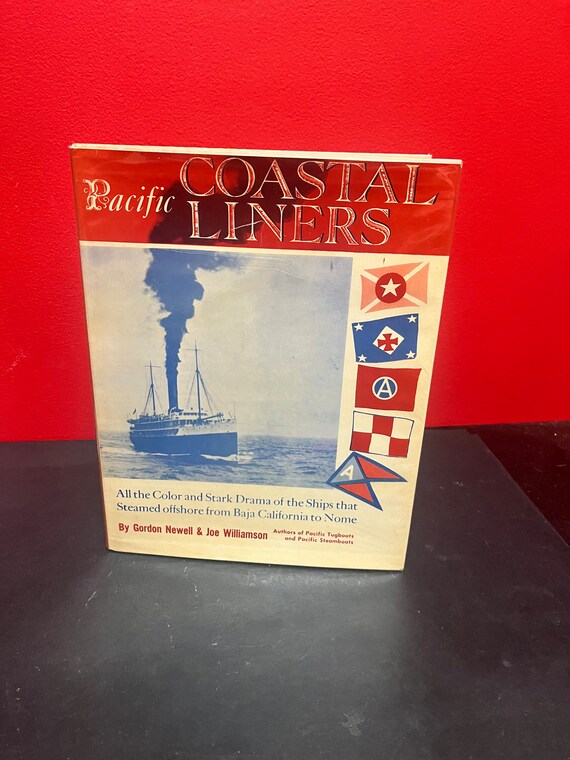 Pacific COASTAL
LINERS
A
A
All the Color and Stark Drama of the Ships that
Steamed offshore from Baja California to Nome
By Gordon Newell & Joe Williamson
Authors of Pacific Tugboats
and Pacific Steamboats